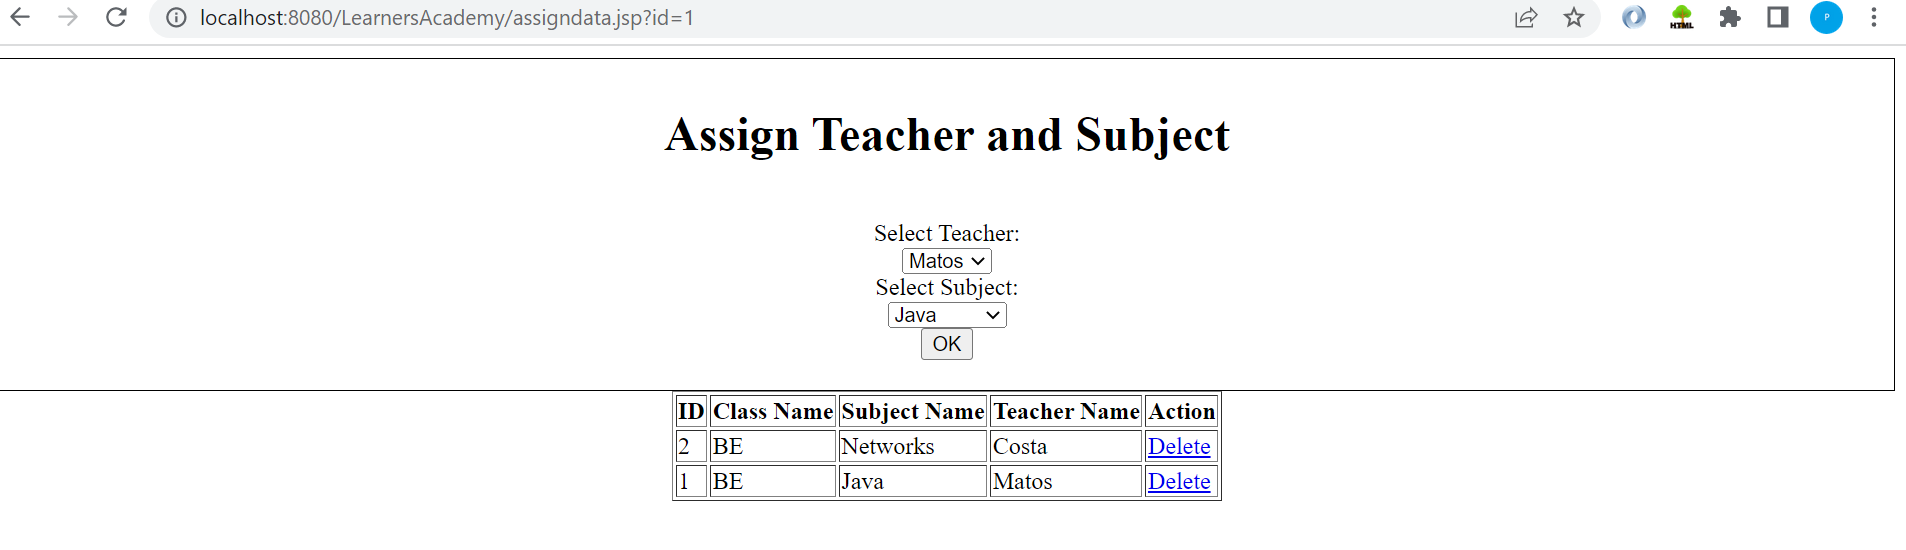 localhost:8080/LearnersAcademy/assigndata.jsp?id=1
HTML
P
Assign Teacher and Subject
Select Teacher:
Matos
Select Subject:
Java
OK
ID Class Name Subject Name Teacher Name Action
2 BE Networks Costa Delete
1 BE Java Matos Delete